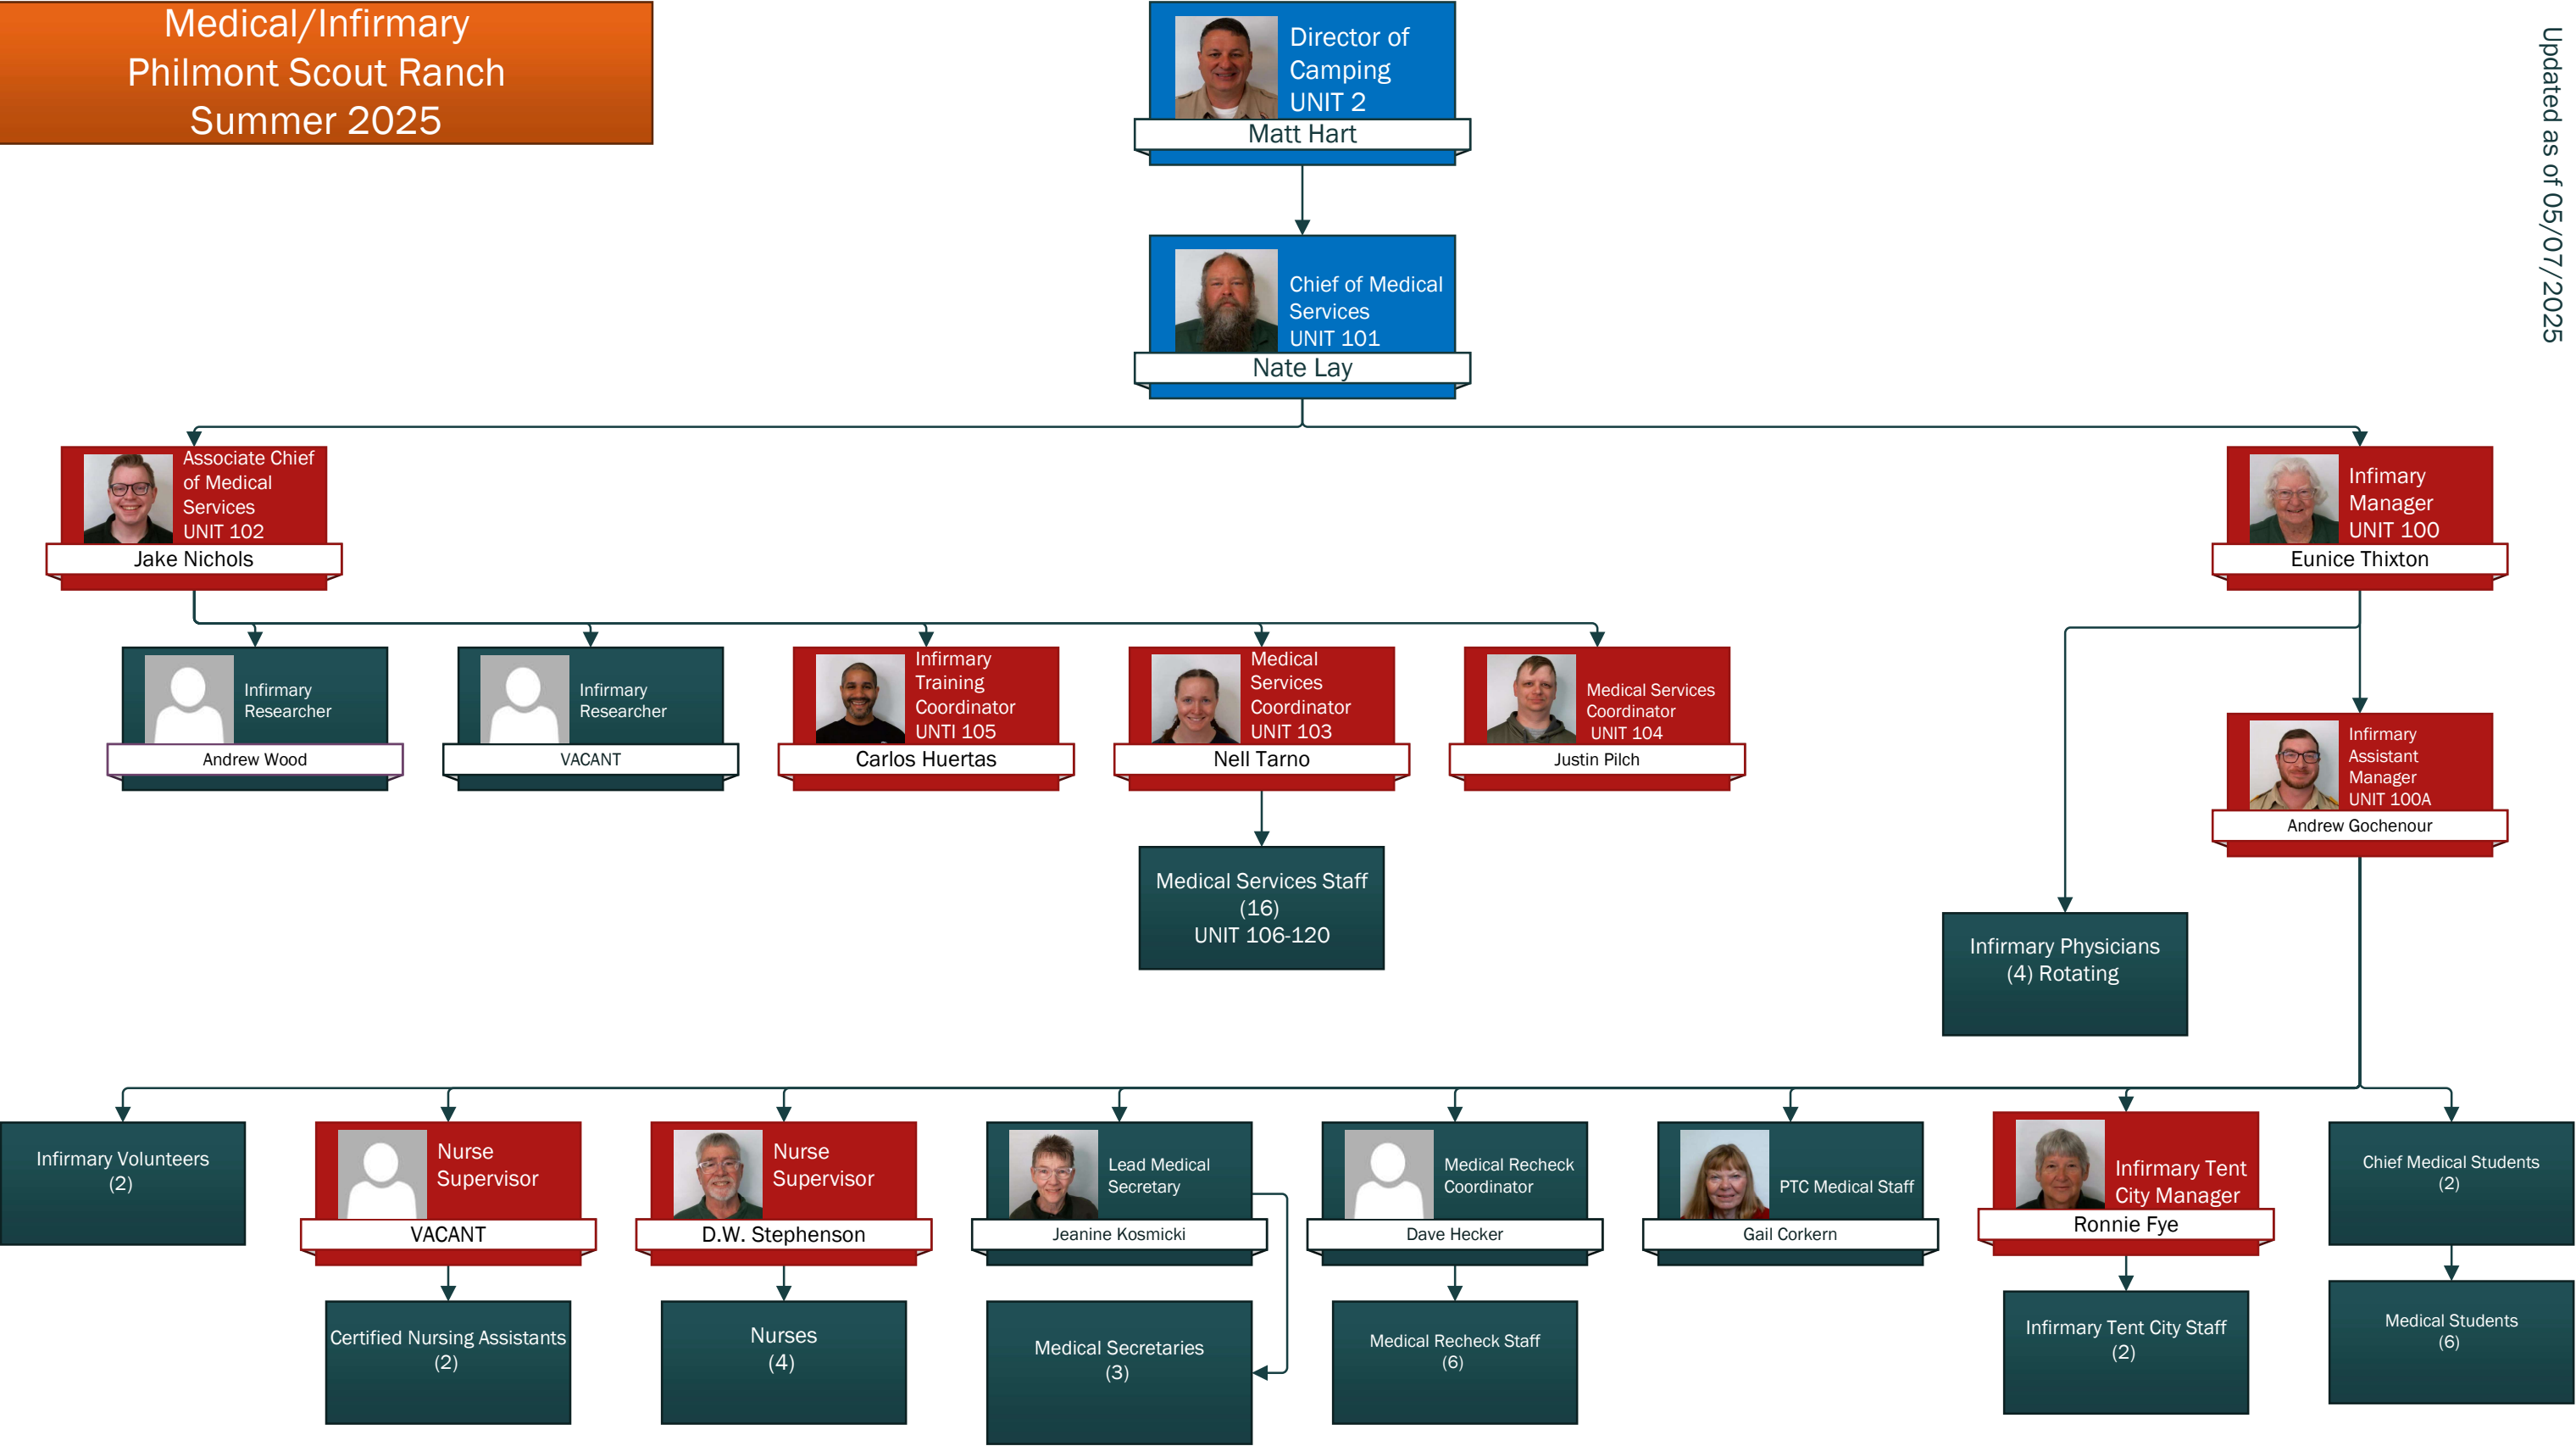 Medical/Infirmary
Philmont Scout Ranch
Summer 2025
Updated as of 05/07/2025
Director of
Camping
UNIT 2
Matt Hart
Chief of Medical
Services
UNIT 101
Nate Lay
Associate Chief
of Medical
Services
UNIT 102
Jake Nichols
Infimary
Manager
UNIT 100
Eunice Thixton
Infirmary
Researcher
Andrew Wood
Infirmary
Researcher
VACANT
Infirmary
Training
Coordinator
UNTI 105
Carlos Huertas
Medical
Services
Coordinator
UNIT 103
Nell Tarno
Medical Services
Coordinator
UNIT 104
Justin Pilch
Infirmary
Assistant
Manager
UNIT 100A
Andrew Gochenour
Medical Services Staff
(16)
UNIT 106-120
Infirmary Physicians
(4) Rotating
Infirmary Volunteers
(2)
Nurse
Supervisor
VACANT
Nurse
Supervisor
D.W. Stephenson
Lead Medical
Secretary
Jeanine Kosmicki
Medical Recheck
Coordinator
Dave Hecker
PTC Medical Staff
Gail Corkern
Infirmary Tent
City Manager
Ronnie Fye
Chief Medical Students
(2)
Certified Nursing Assistants
(2)
Nurses
(4)
Medical Secretaries
(3)
Medical Recheck Staff
(6)
Infirmary Tent City Staff
(2)
Medical Students
(6)